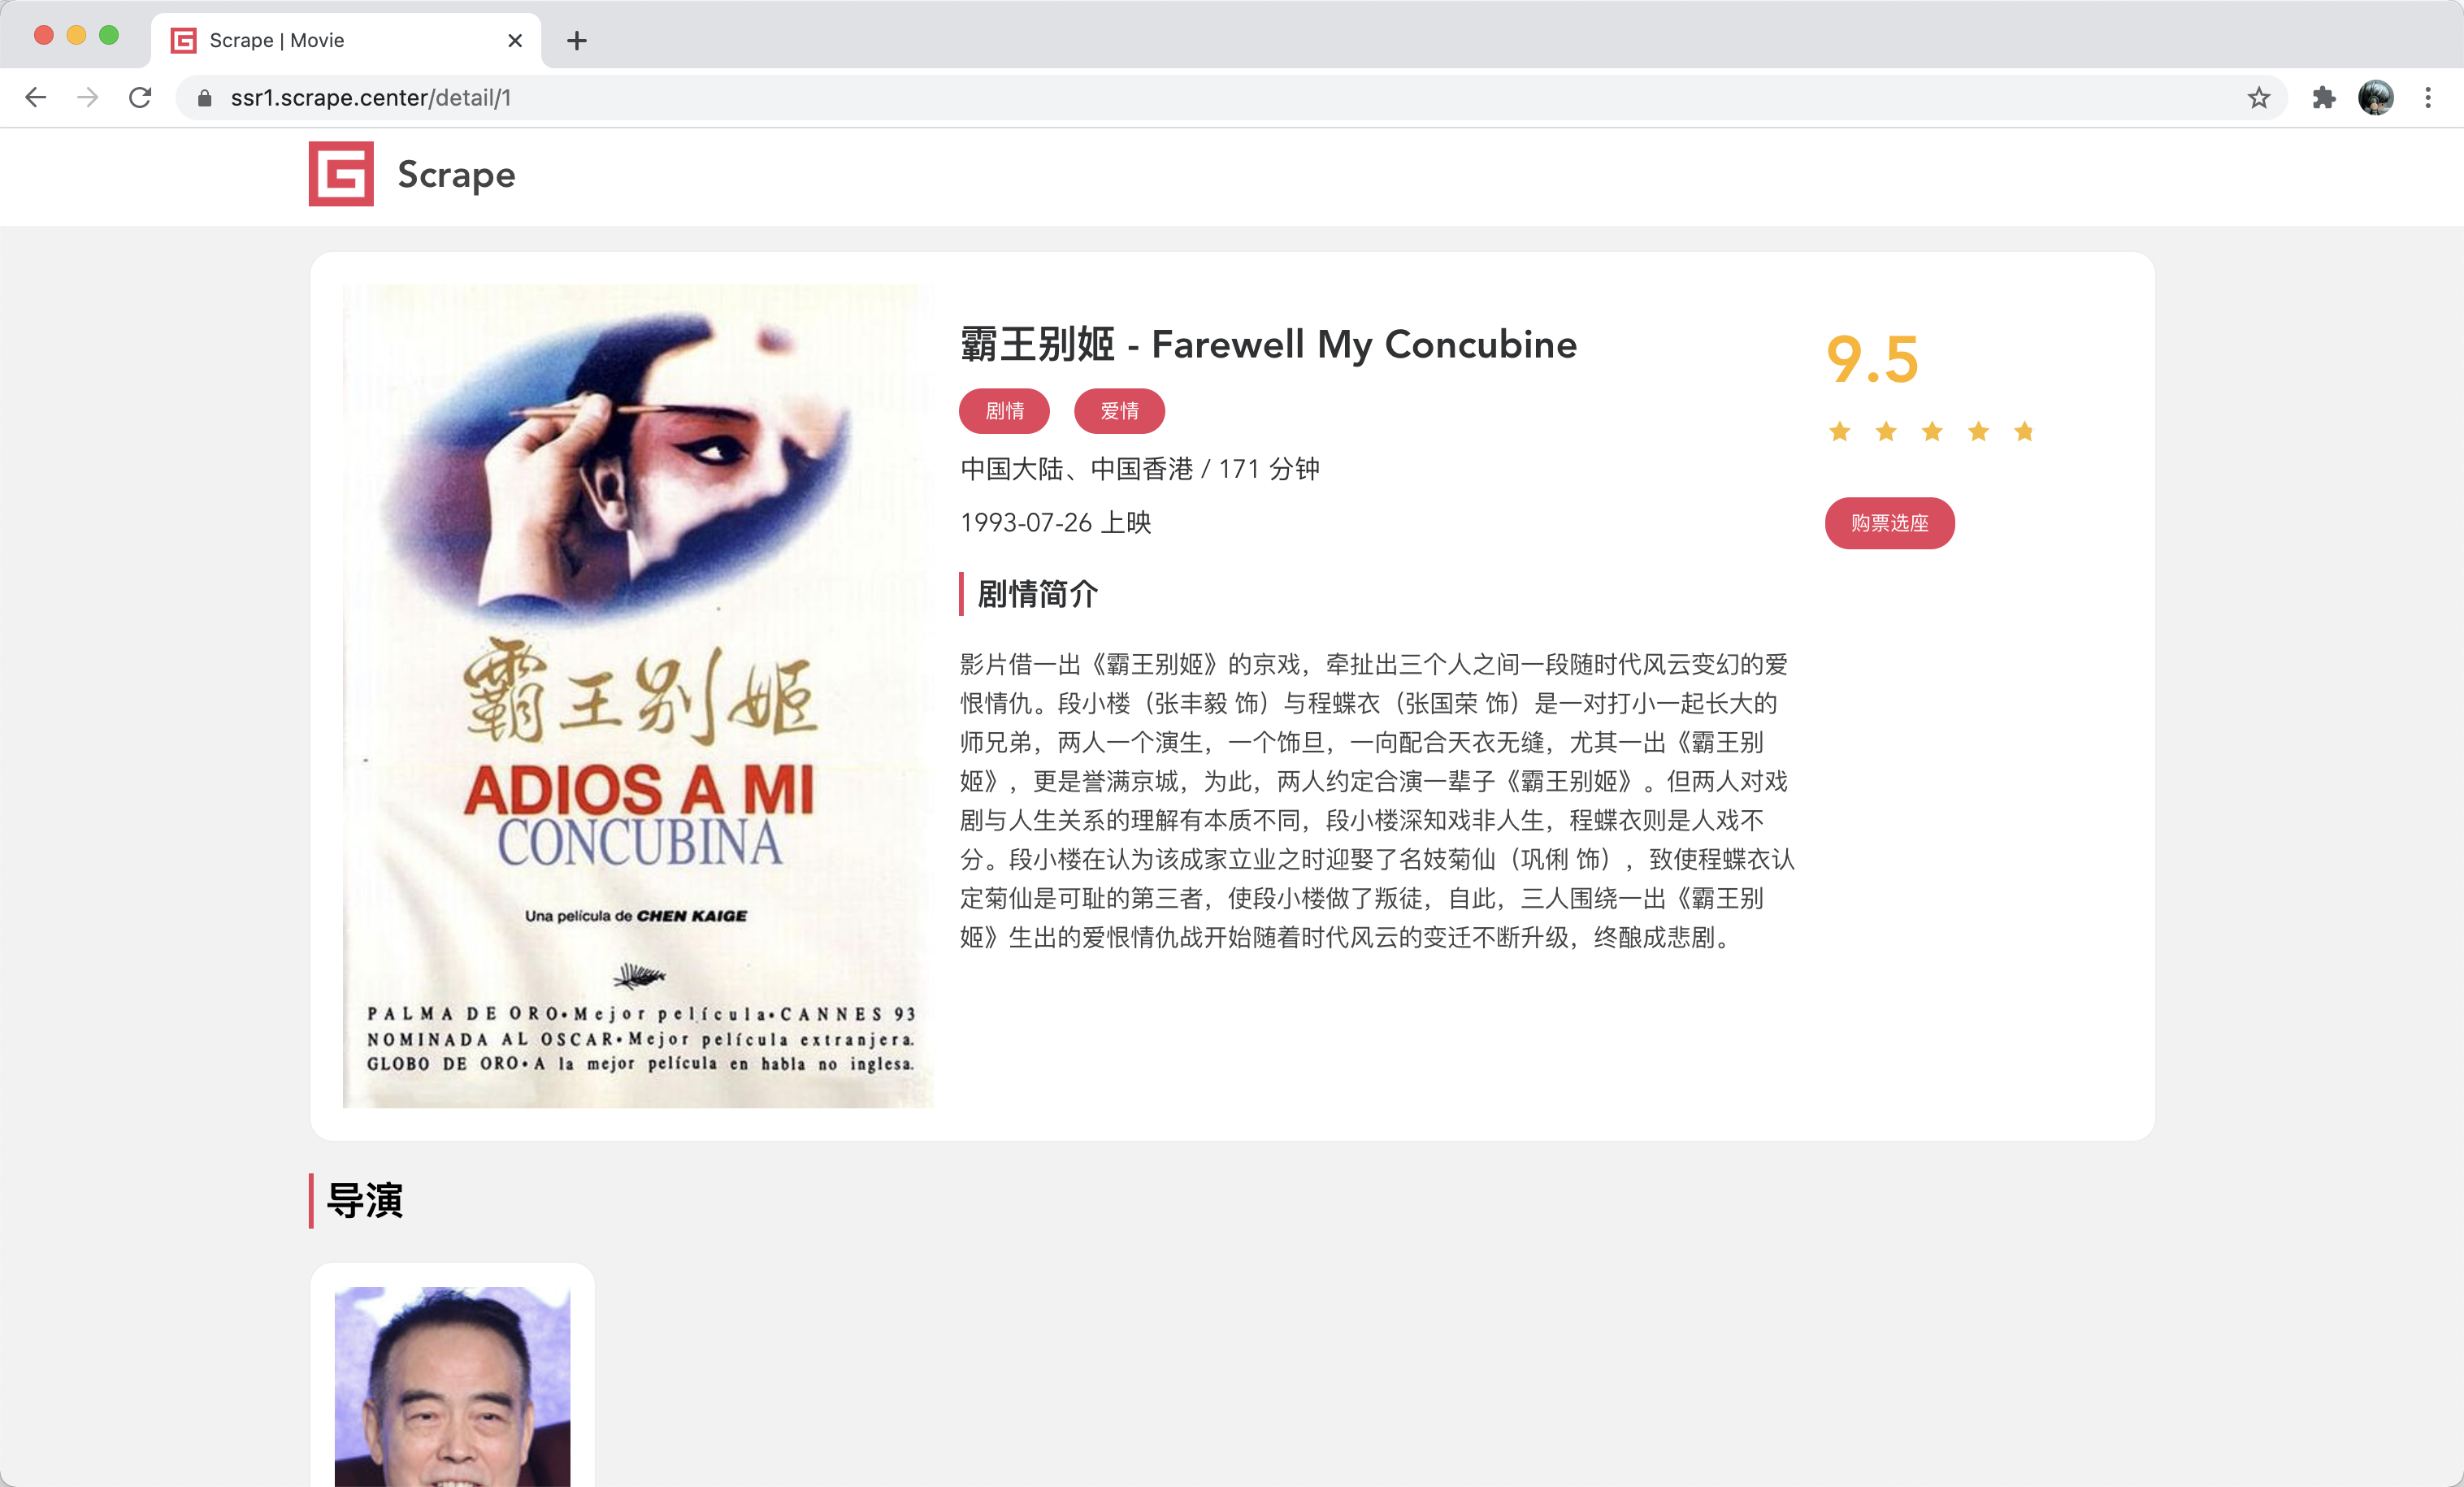 Scrape | Movie
ssr1.scrape.center/detail/1
Scrape
霸王别姬
ADIOS A MI
CONCUBINA
Una película de CHEN KAIGE
PALMA DE ORO•Mejor película•CANNES 93
NOMINADA AL OSCAR•Mejor película extranjera.
GLOBO DE ORO•A la mejor película en habla no inglesa.
霸王别姬 - Farewell My Concubine
剧情 爱情
中国大陆、中国香港 / 171 分钟
1993-07-26 上映
剧情简介
影片借一出《霸王别姬》的京戏，牵扯出三个人之间一段随时代风云变幻的爱
恨情仇。段小楼（张丰毅 饰）与程蝶衣（张国荣 饰）是一对打小一起长大的
师兄弟，两人一个演生，一个饰旦，一向配合天衣无缝，尤其一出《霸王别
姬》，更是誉满京城，为此，两人约定合演一辈子《霸王别姬》。但两人对戏
剧与人生关系的理解有本质不同，段小楼深知戏非人生，程蝶衣则是人戏不
分。段小楼在认为该成家立业之时迎娶了名妓菊仙（巩俐 饰），致使程蝶衣认
定菊仙是可耻的第三者，使段小楼做了叛徒，自此，三人围绕一出《霸王别
姬》生出的爱恨情仇战开始随着时代风云的变迁不断升级，终酿成悲剧。
9.5
购票选座
导演